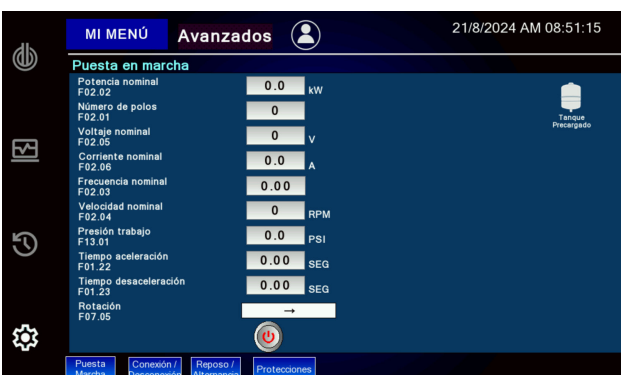 MI MENÚ
Avanzados
21/8/2024 AM 08:51:15
Puesta en marcha
Potencia nominal
F02.02
0.0 kW
Número de polos
F02.01
0
Voltaje nominal
F02.05
0 V
Corriente nominal
F02.06
0.0 A
Frecuencia nominal
F02.03
0.00
Velocidad nominal
F02.04
0 RPM
Presión trabajo
F13.01
0.0 PSI
Tiempo aceleración
F01.22
0.00 SEG
Tiempo desaceleración
F01.23
0.00 SEG
Rotación
F07.05
→
Tanque
Precargado
Puesta
Marcha
Conexión /
Desconexión
Reposo /
Alternancia
Protecciones